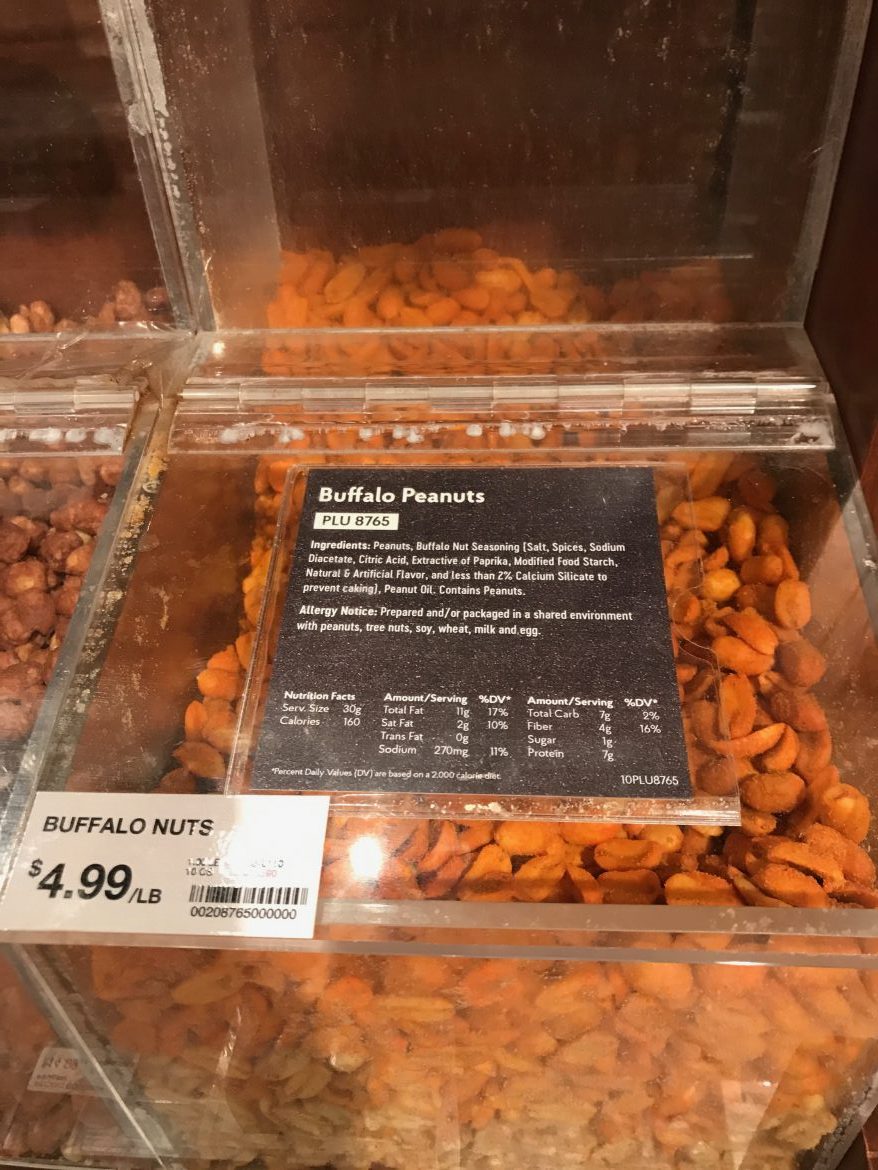 Buffalo Peanuts
PLU 8765
Ingredients: Peanuts, Buffalo Nut Seasoning [Salt, Spices, Sodium
Diacetate, Citric Acid, Extractive of Paprika, Modified Food Starch,
Natural & Artificial Flavor, and less than 2% Calcium Silicate to
prevent caking], Peanut Oil. Contains Peanuts.
Allergy Notice: Prepared and/or packaged in a shared environment
with peanuts, tree nuts, soy, wheat, milk and egg.
Nutrition Facts Amount/Serving %DV* Amount/Serving %DV*
Serv. Size 30g Total Fat 11g 17% Total Carb 7g 2%
Calories 160 Sat Fat 2g 10% Fiber 4g 16%
Trans Fat 0g Sugar 1g
Sodium 270mg 11% Protein 7g
*Percent Daily Values (DV) are based on a 2,000 calorie diet.
10PLU8765
BUFFALO NUTS
$4.99/LB
00208765000000